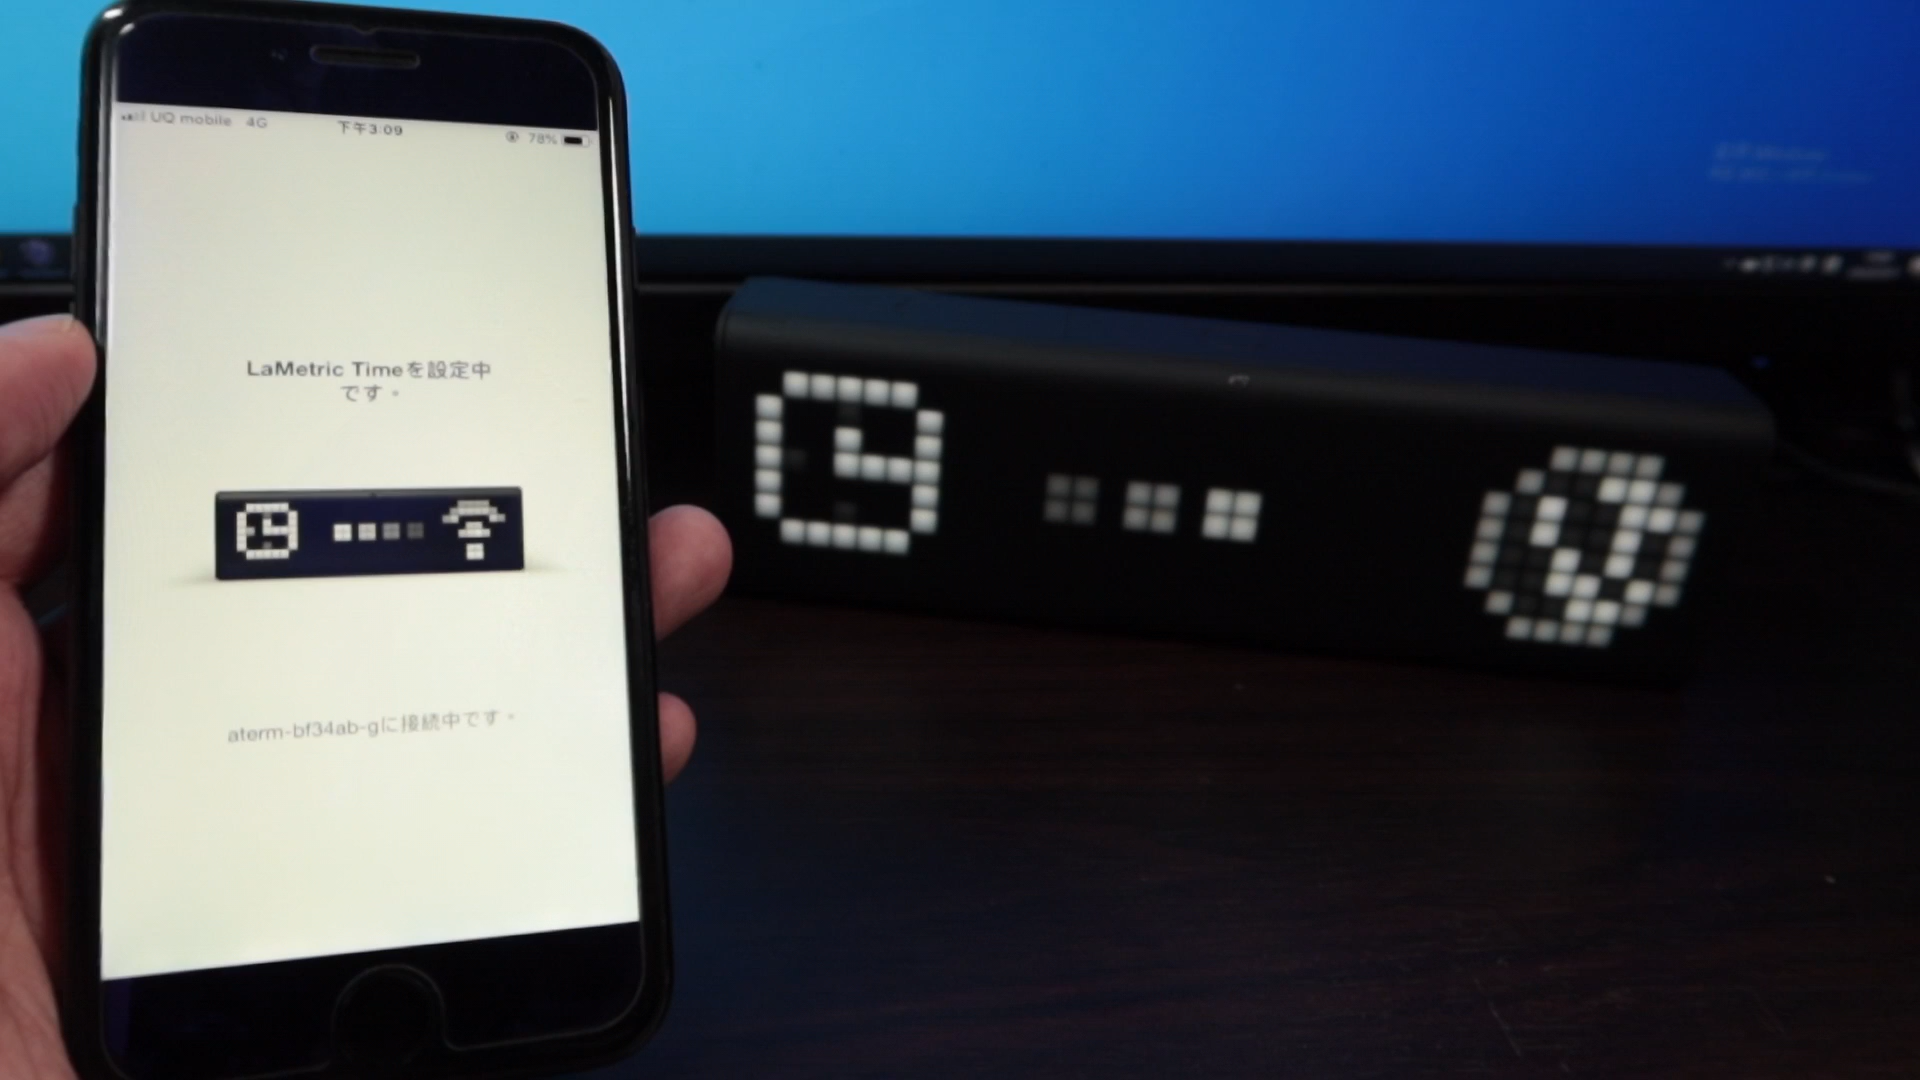 UQ mobile 4G 下午3:09 78%
LaMetric Timeを設定中
です。
aterm-bf34ab-gに接続中です。